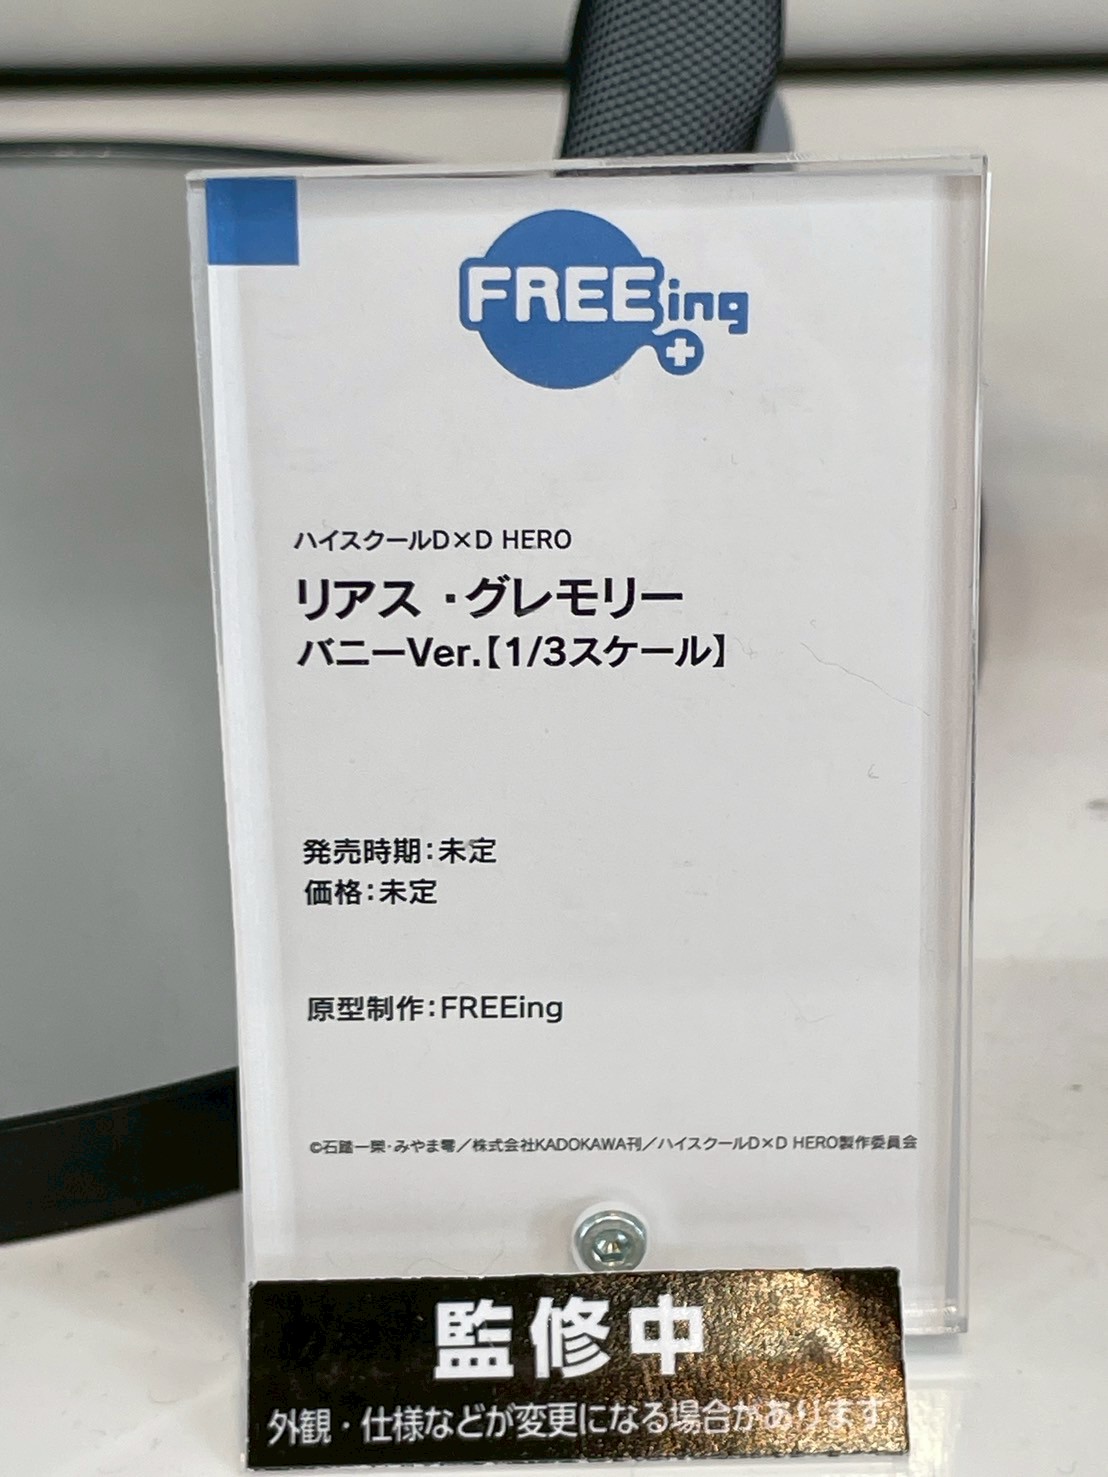 FREEing
ハイスクールD×D HERO
リアス・グレモリー
バニーVer.【1/3スケール】
発売時期：未定
価格：未定
原型制作：FREEing
©石踏一榮・みやま零／株式会社KADOKAWA刊／ハイスクールD×D HERO製作委員会
監修中
外観・仕様などが変更になる場合があります。